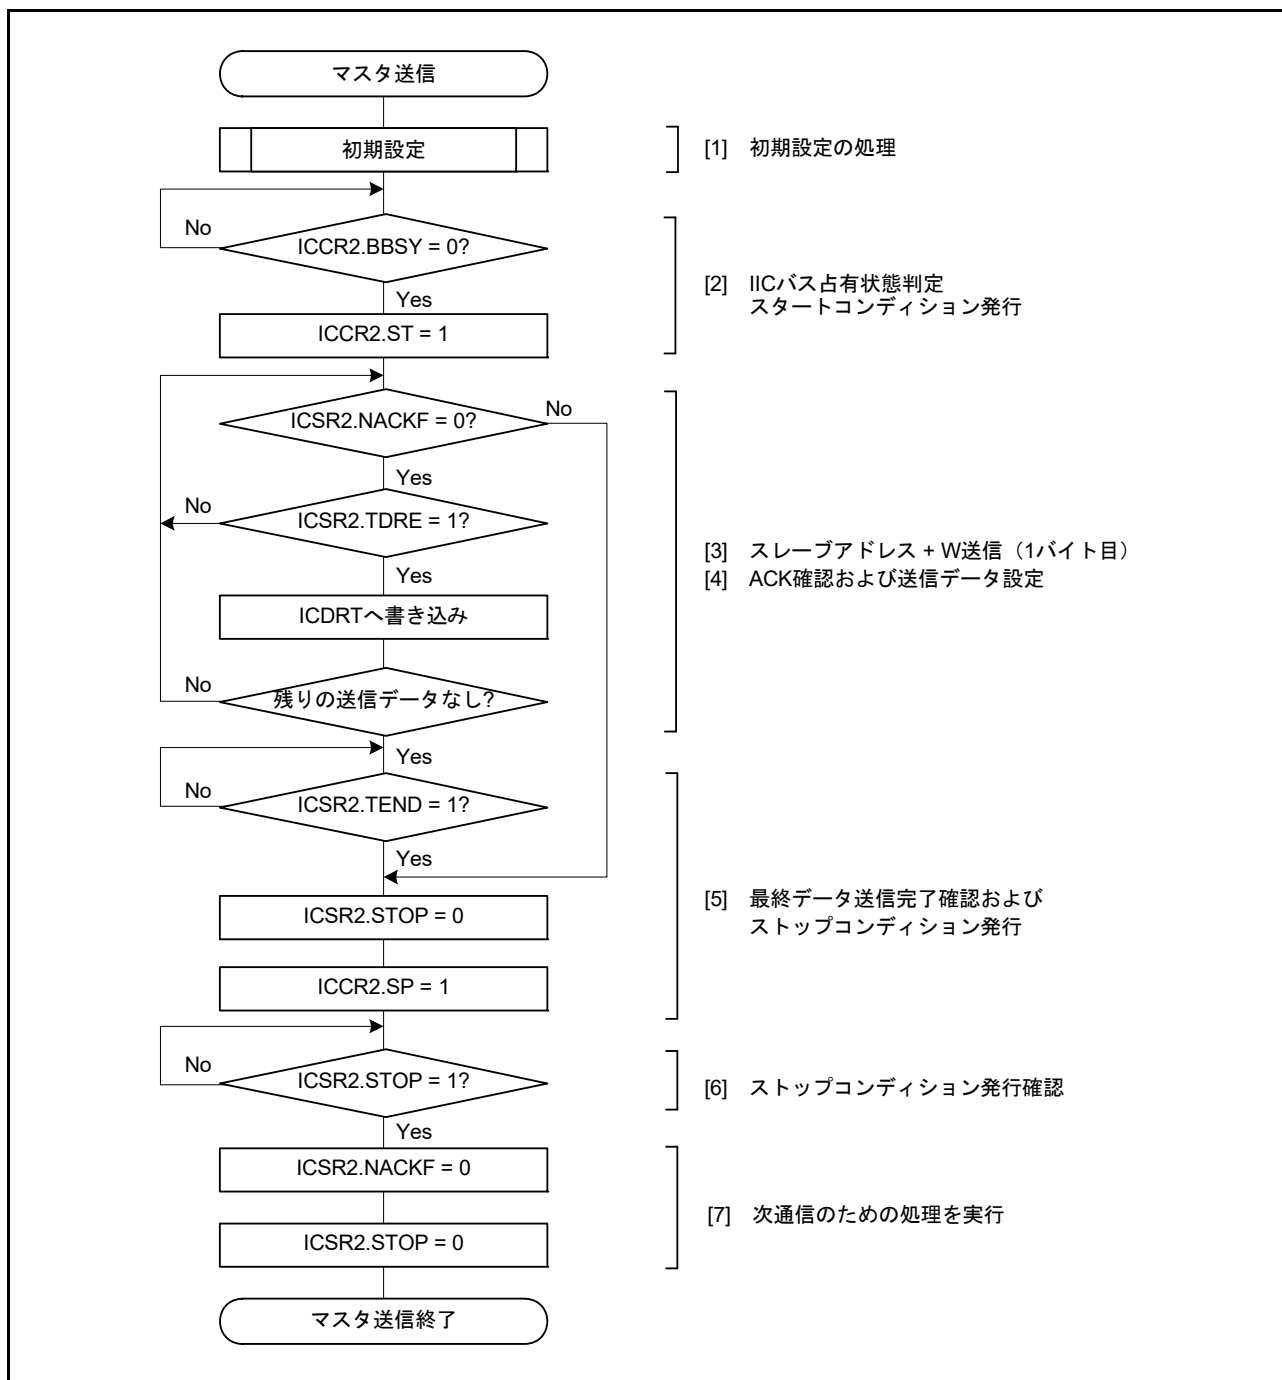 マスタ送信
初期設定
[1] 初期設定の処理
No
ICCR2.BBSY = 0?
Yes
ICCR2.ST = 1
[2] IICバス占有状態判定
スタートコンディション発行
ICSR2.NACKF = 0?
No
Yes
No
ICSR2.TDRE = 1?
Yes
ICDRTへ書き込み
No
残りの送信データなし?
Yes
[3] スレーブアドレス + W送信（1バイト目）
[4] ACK確認および送信データ設定
No
ICSR2.TEND = 1?
Yes
ICSR2.STOP = 0
ICCR2.SP = 1
[5] 最終データ送信完了確認および
ストップコンディション発行
No
ICSR2.STOP = 1?
Yes
[6] ストップコンディション発行確認
ICSR2.NACKF = 0
ICSR2.STOP = 0
[7] 次通信のための処理を実行
マスタ送信終了